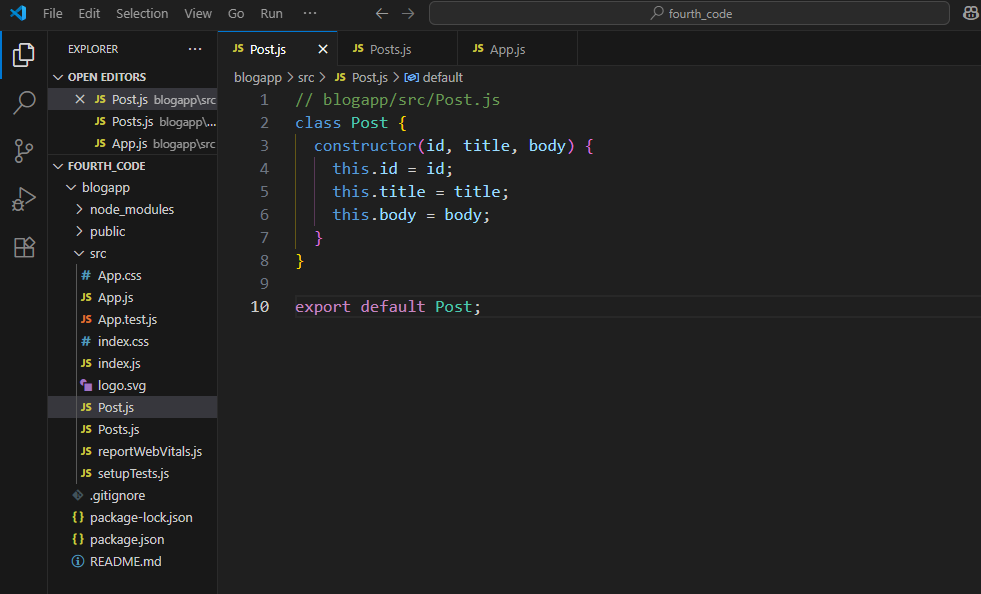 File Edit Selection View Go Run ··· fourth_code
EXPLORER ···
OPEN EDITORS
JS Post.js blogapp\src
JS Posts.js blogapp\...
JS App.js blogapp\src
FOURTH_CODE
blogapp
node_modules
public
src
# App.css
JS App.js
JS App.test.js
# index.css
JS index.js
logo.svg
JS Post.js
JS Posts.js
JS reportWebVitals.js
JS setupTests.js
.gitignore
{} package-lock.json
{} package.json
README.md
JS Post.js JS Posts.js JS App.js
blogapp > src > JS Post.js > default
1 // blogapp/src/Post.js
2 class Post {
3 constructor(id, title, body) {
4 this.id = id;
5 this.title = title;
6 this.body = body;
7 }
8 }
9
10 export default Post;